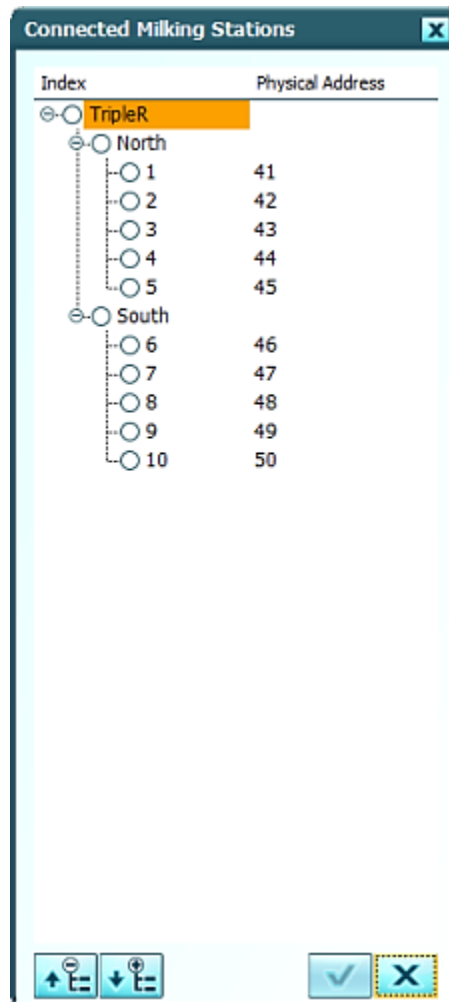 Connected Milking Stations
Index Physical Address
TripleR
North
1 41
2 42
3 43
4 44
5 45
South
6 46
7 47
8 48
9 49
10 50